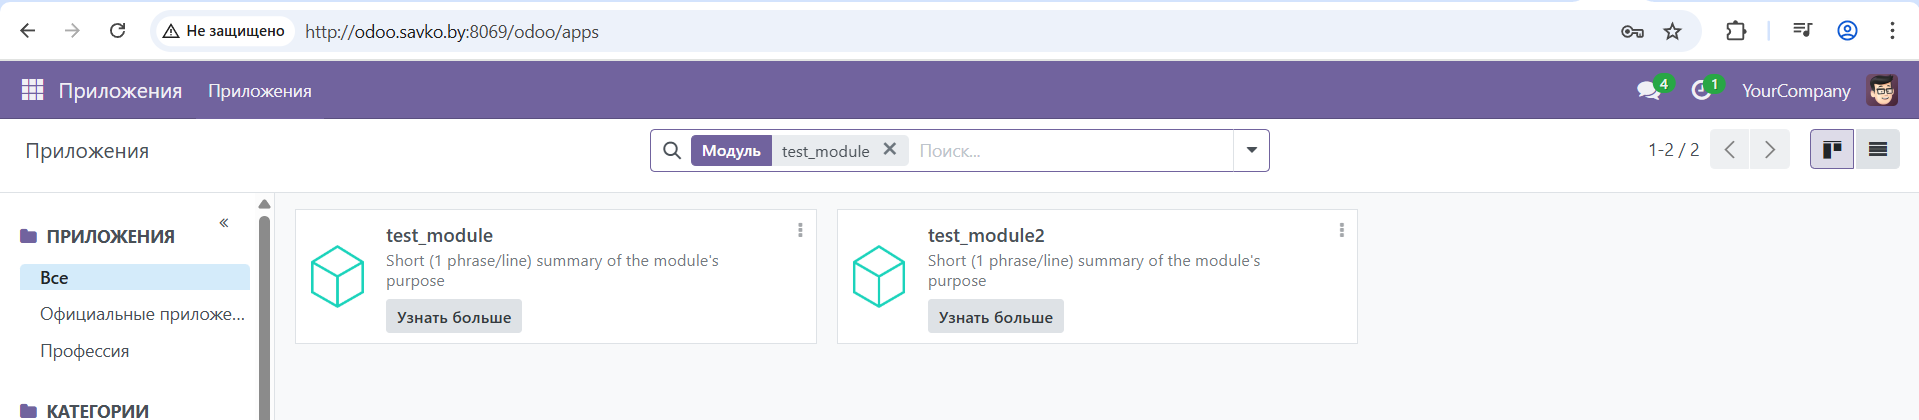 Не защищено
http://odoo.savko.by:8069/odoo/apps
Приложения
Приложения
4
1
YourCompany
Приложения
Модуль
test_module
Поиск...
1-2 / 2
ПРИЛОЖЕНИЯ
Все
Официальные приложе...
Профессия
КАТЕГОРИИ
test_module
Short (1 phrase/line) summary of the module's
purpose
Узнать больше
test_module2
Short (1 phrase/line) summary of the module's
purpose
Узнать больше